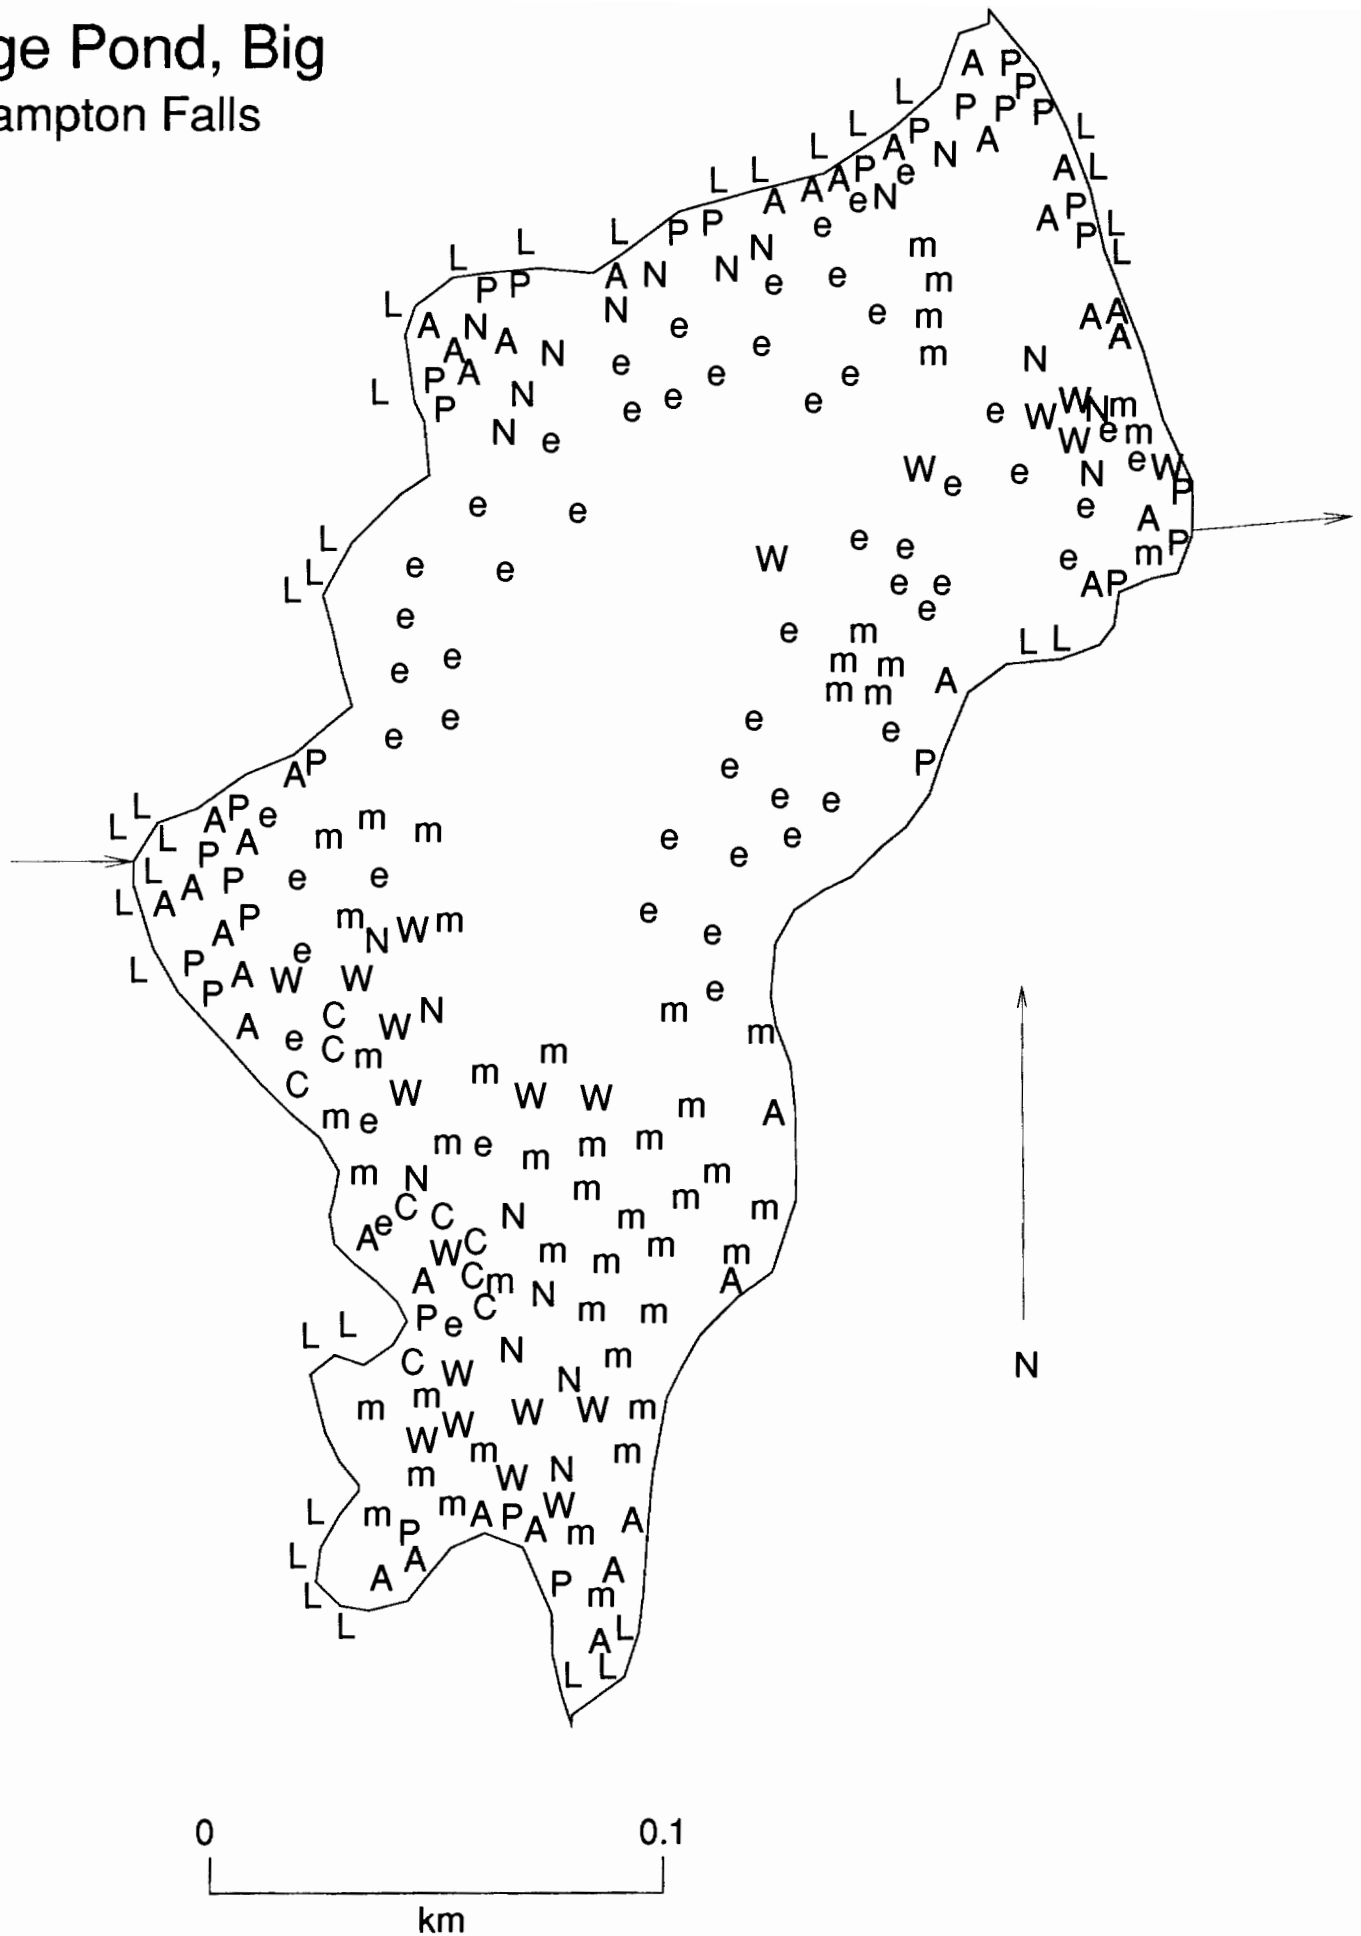 ge Pond, Big
ampton Falls
A P
P
L P P P
L P L
L A N A
L L A P e A L
L A A A e N
L P P e A P L
L L N m P L
L P P A N N e e m
L A N A N e e m A A
A N e m A
P A e e e N
L P N e e e W N m
N e e W W e m
W e e N e W
e e e P
A
L W e e m P
L e e e e e A P
L e e
e e m L L
e e m m
m m A
e e e
A P e P
L A P e m m e e
L L P A m e e e
L L A A P e e
A P m N W m e e
L P P A W e W e
A C W N m m
e C m m
C W m W W m A
m e m e m m m
m N m m m
A e C C N m m
W C m m m m
A C m N m m A
P e C
L L C W N m
m m W N W m
W W m m
m W N
L m P m A P A W m A
L A A P m A
L L A L
L L
N
0 0.1
km